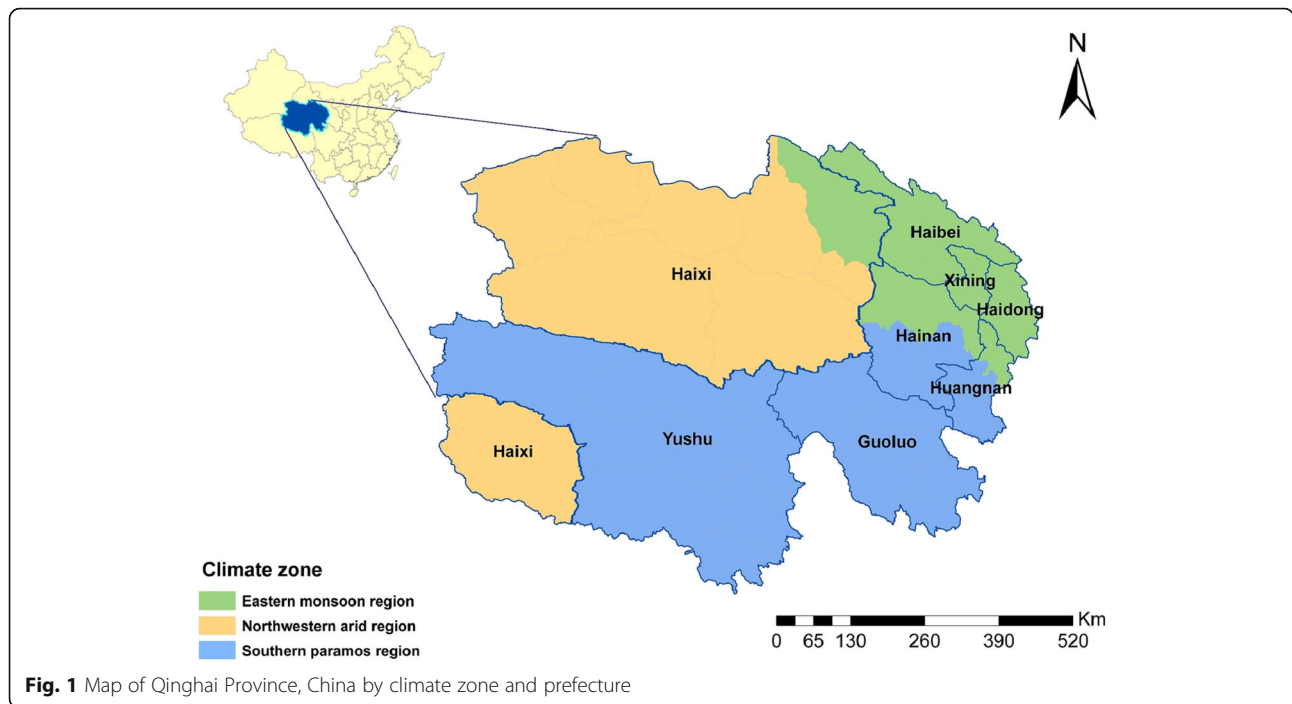 N
Haibei
Xining
Haixi
Haidong
Hainan
Huangnan
Yushu
Guoluo
Haixi
Climate zone
Eastern monsoon region
Northwestern arid region
Southern paramos region
Km
0 65 130 260 390 520
Fig. 1 Map of Qinghai Province, China by climate zone and prefecture